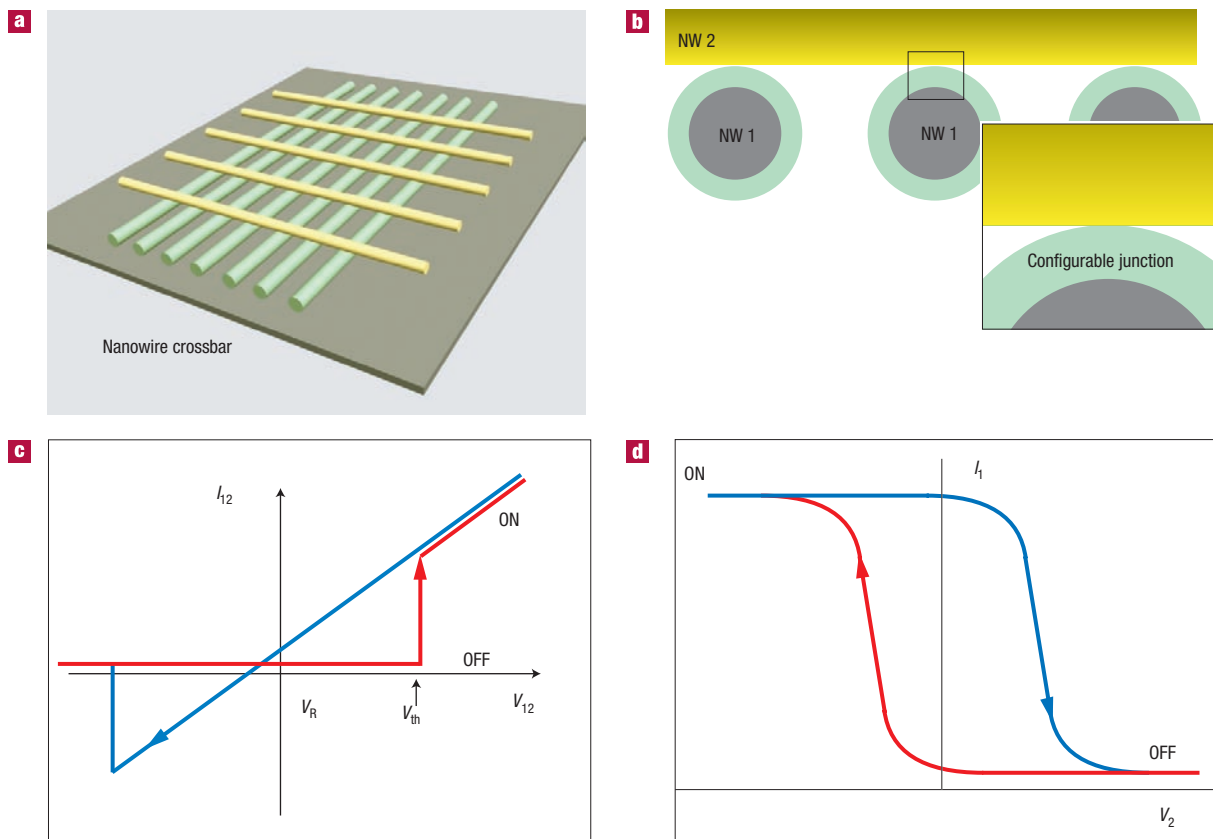 a
Nanowire crossbar
b
NW 2
NW 1
NW 1
Configurable junction
c
I12
ON
OFF
VR
Vth
V12
d
ON
I1
OFF
V2